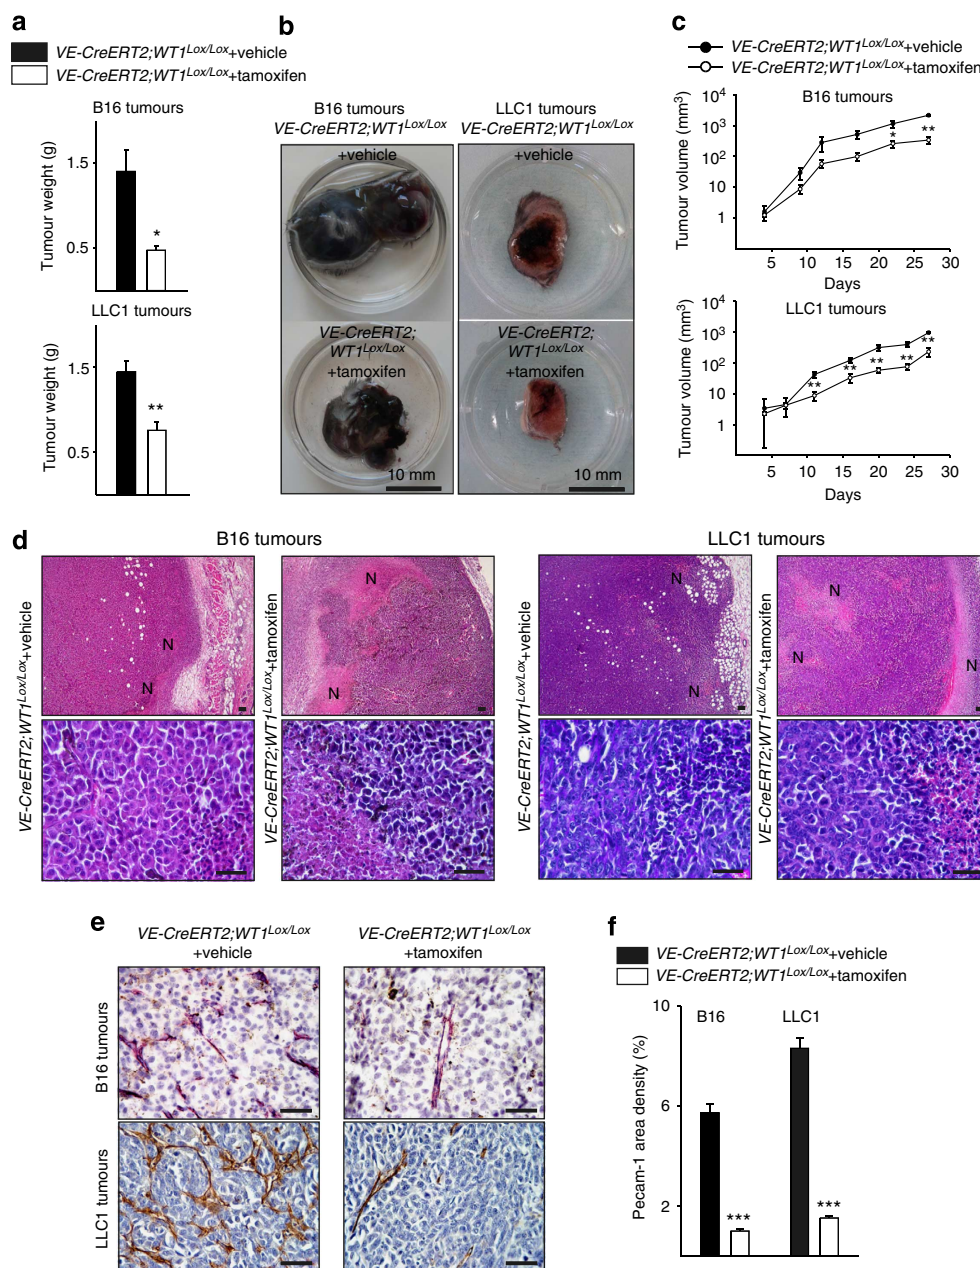 a
VE-CreERT2;WT1Lox/Lox+vehicle
VE-CreERT2;WT1Lox/Lox+tamoxifen
B16 tumours
Tumour weight (g)
1.5
0.5
*
LLC1 tumours
Tumour weight (g)
1.5
0.5
**
b
B16 tumours
VE-CreERT2;WT1Lox/Lox
+vehicle
LLC1 tumours
VE-CreERT2;WT1Lox/Lox
+vehicle
VE-CreERT2;
WT1Lox/Lox
+tamoxifen
10 mm
VE-CreERT2;
WT1Lox/Lox
+tamoxifen
10 mm
c
VE-CreERT2;WT1Lox/Lox+vehicle
VE-CreERT2;WT1Lox/Lox+tamoxifen
B16 tumours
Tumour volume (mm3)
104
103
102
10
1
* **
5 10 15 20 25 30
Days
LLC1 tumours
Tumour volume (mm3)
104
103
102
10
1
** ** ** ** **
5 10 15 20 25 30
Days
d
B16 tumours
LLC1 tumours
VE-CreERT2;WT1Lox/Lox+vehicle
N
N
VE-CreERT2;WT1Lox/Lox+tamoxifen
N
N
VE-CreERT2;WT1Lox/Lox+vehicle
N
N
VE-CreERT2;WT1Lox/Lox+tamoxifen
N
N
N
e
VE-CreERT2;WT1Lox/Lox
+vehicle
VE-CreERT2;WT1Lox/Lox
+tamoxifen
B16 tumours
LLC1 tumours
f
VE-CreERT2;WT1Lox/Lox+vehicle
VE-CreERT2;WT1Lox/Lox+tamoxifen
Pecam-1 area density (%)
10
6
2
B16
LLC1
***
***